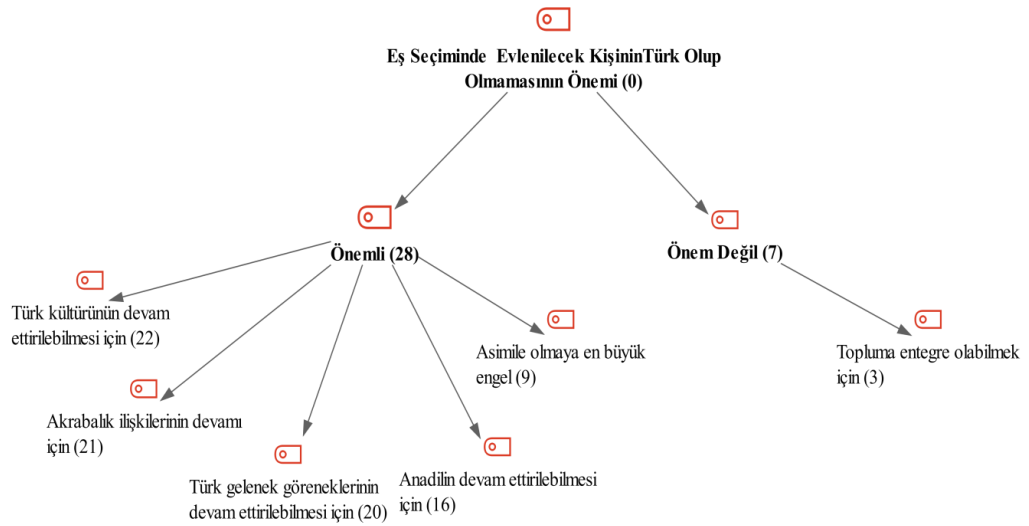 Eş Seçiminde Evlenilecek KişininTürk Olup
Olmamasının Önemi (0)
Önemli (28)
Önem Değil (7)
Türk kültürünün devam
ettirilebilmesi için (22)
Akrabalık ilişkilerinin devamı
için (21)
Türk gelenek göreneklerinin
devam ettirilebilmesi için (20)
Anadilin devam ettirilebilmesi
için (16)
Asimile olmaya en büyük
engel (9)
Topluma entegre olabilmek
için (3)